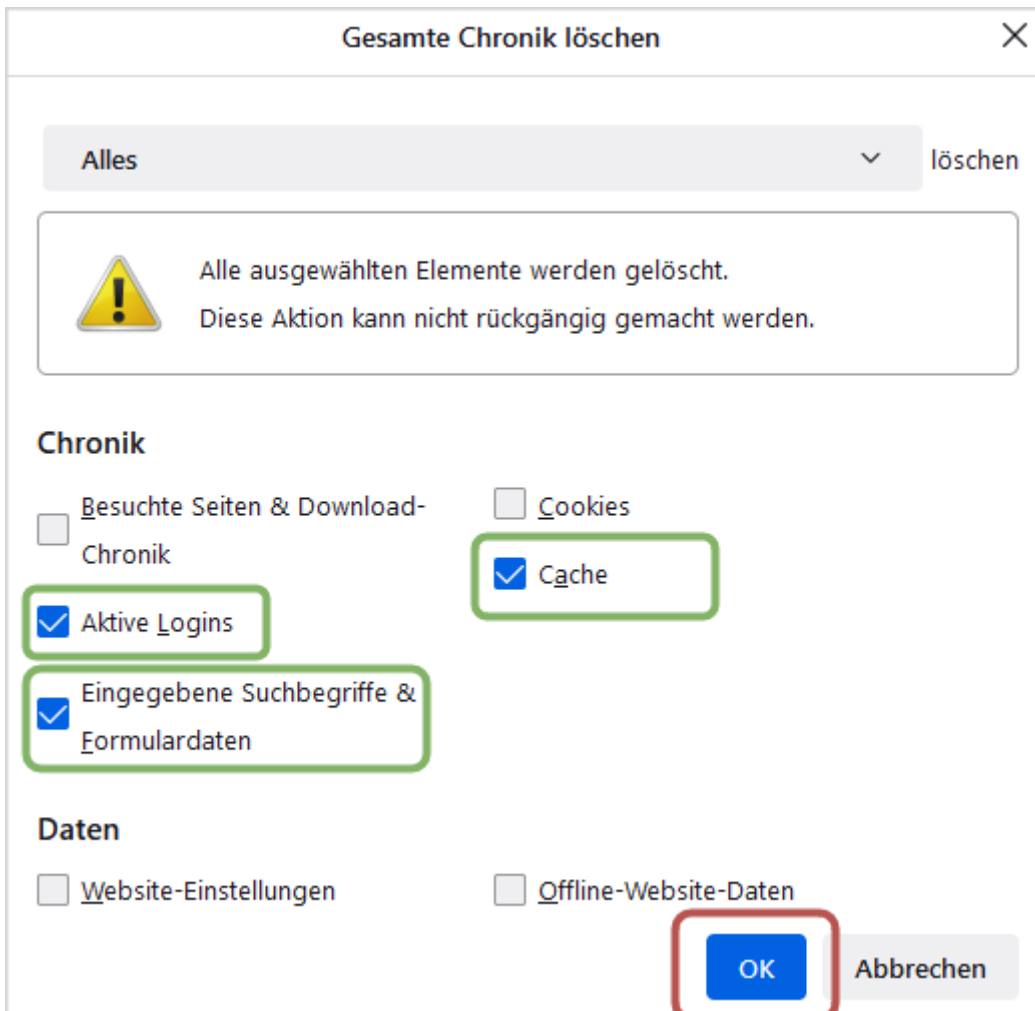 Gesamte Chronik löschen
Alles
löschen
Alle ausgewählten Elemente werden gelöscht.
Diese Aktion kann nicht rückgängig gemacht werden.
Chronik
Besuchte Seiten & Download-
Chronik
Cookies
Cache
Aktive Logins
Eingegebene Suchbegriffe &
Formulardaten
Daten
Website-Einstellungen
Offline-Website-Daten
OK
Abbrechen